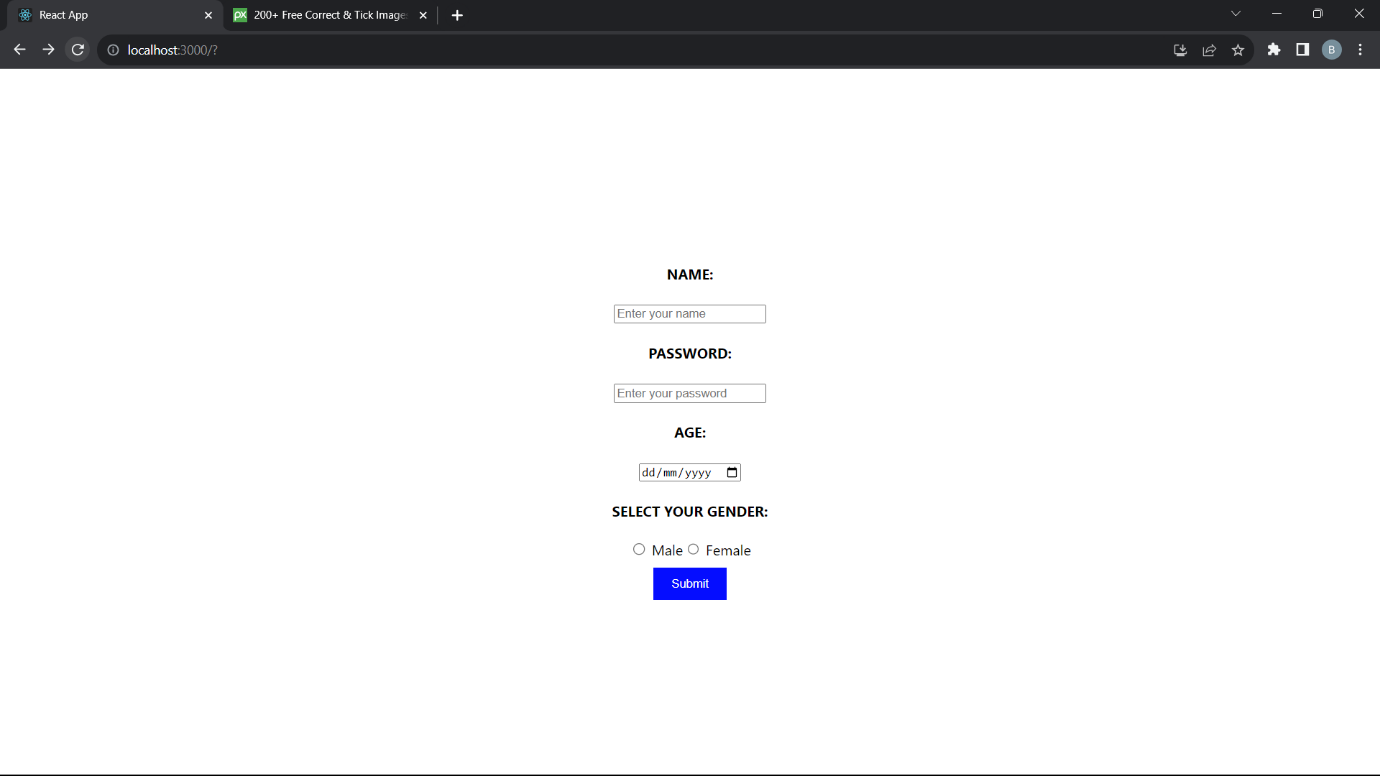 React App
px 200+ Free Correct & Tick Image
localhost:3000/?
B
NAME:
Enter your name
PASSWORD:
Enter your password
AGE:
dd/mm/yyyy
SELECT YOUR GENDER:
Male Female
Submit